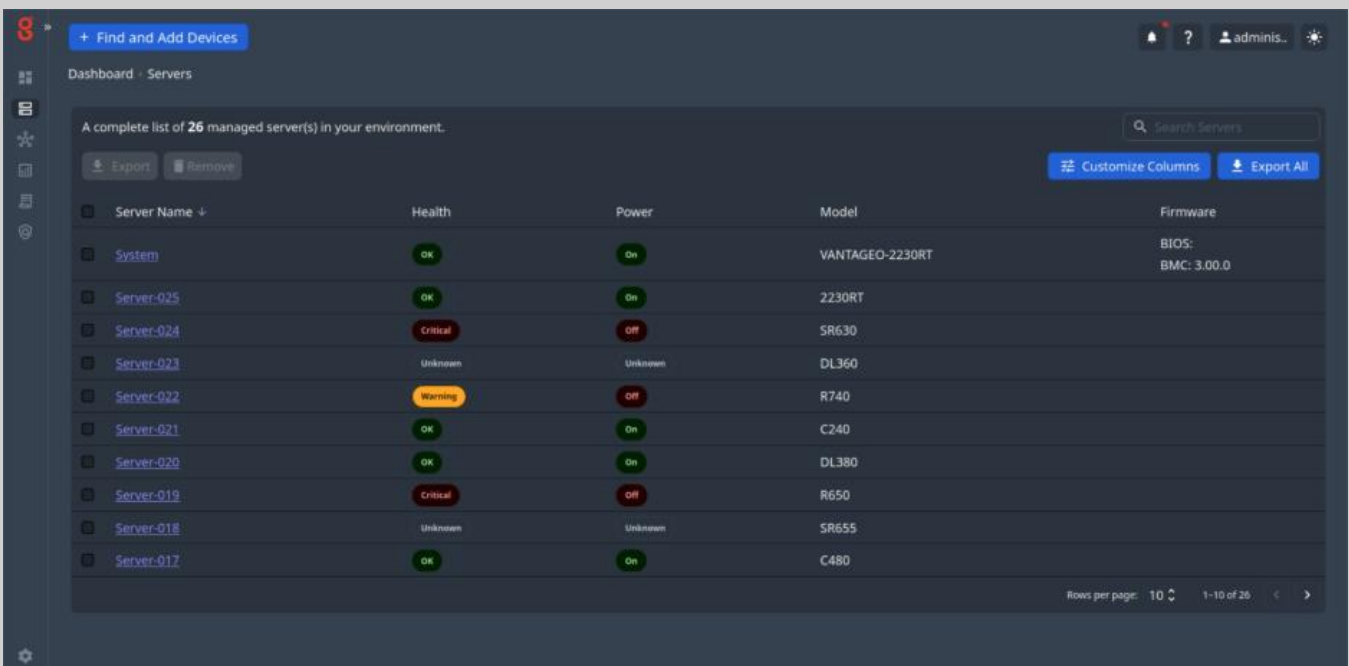 g »
+ Find and Add Devices
? adminis..
Dashboard · Servers
A complete list of 26 managed server(s) in your environment.
Search Servers
Export Remove
Customize Columns Export All
Server Name ↓ Health Power Model Firmware
System OK On VANTAGEO-2230RT BIOS:
BMC: 3.00.0
Server-025 OK On 2230RT
Server-024 Critical Off SR630
Server-023 Unknown Unknown DL360
Server-022 Warning Off R740
Server-021 OK On C240
Server-020 OK On DL380
Server-019 Critical Off R650
Server-018 Unknown Unknown SR655
Server-017 OK On C480
Rows per page: 10 1-10 of 26 < >